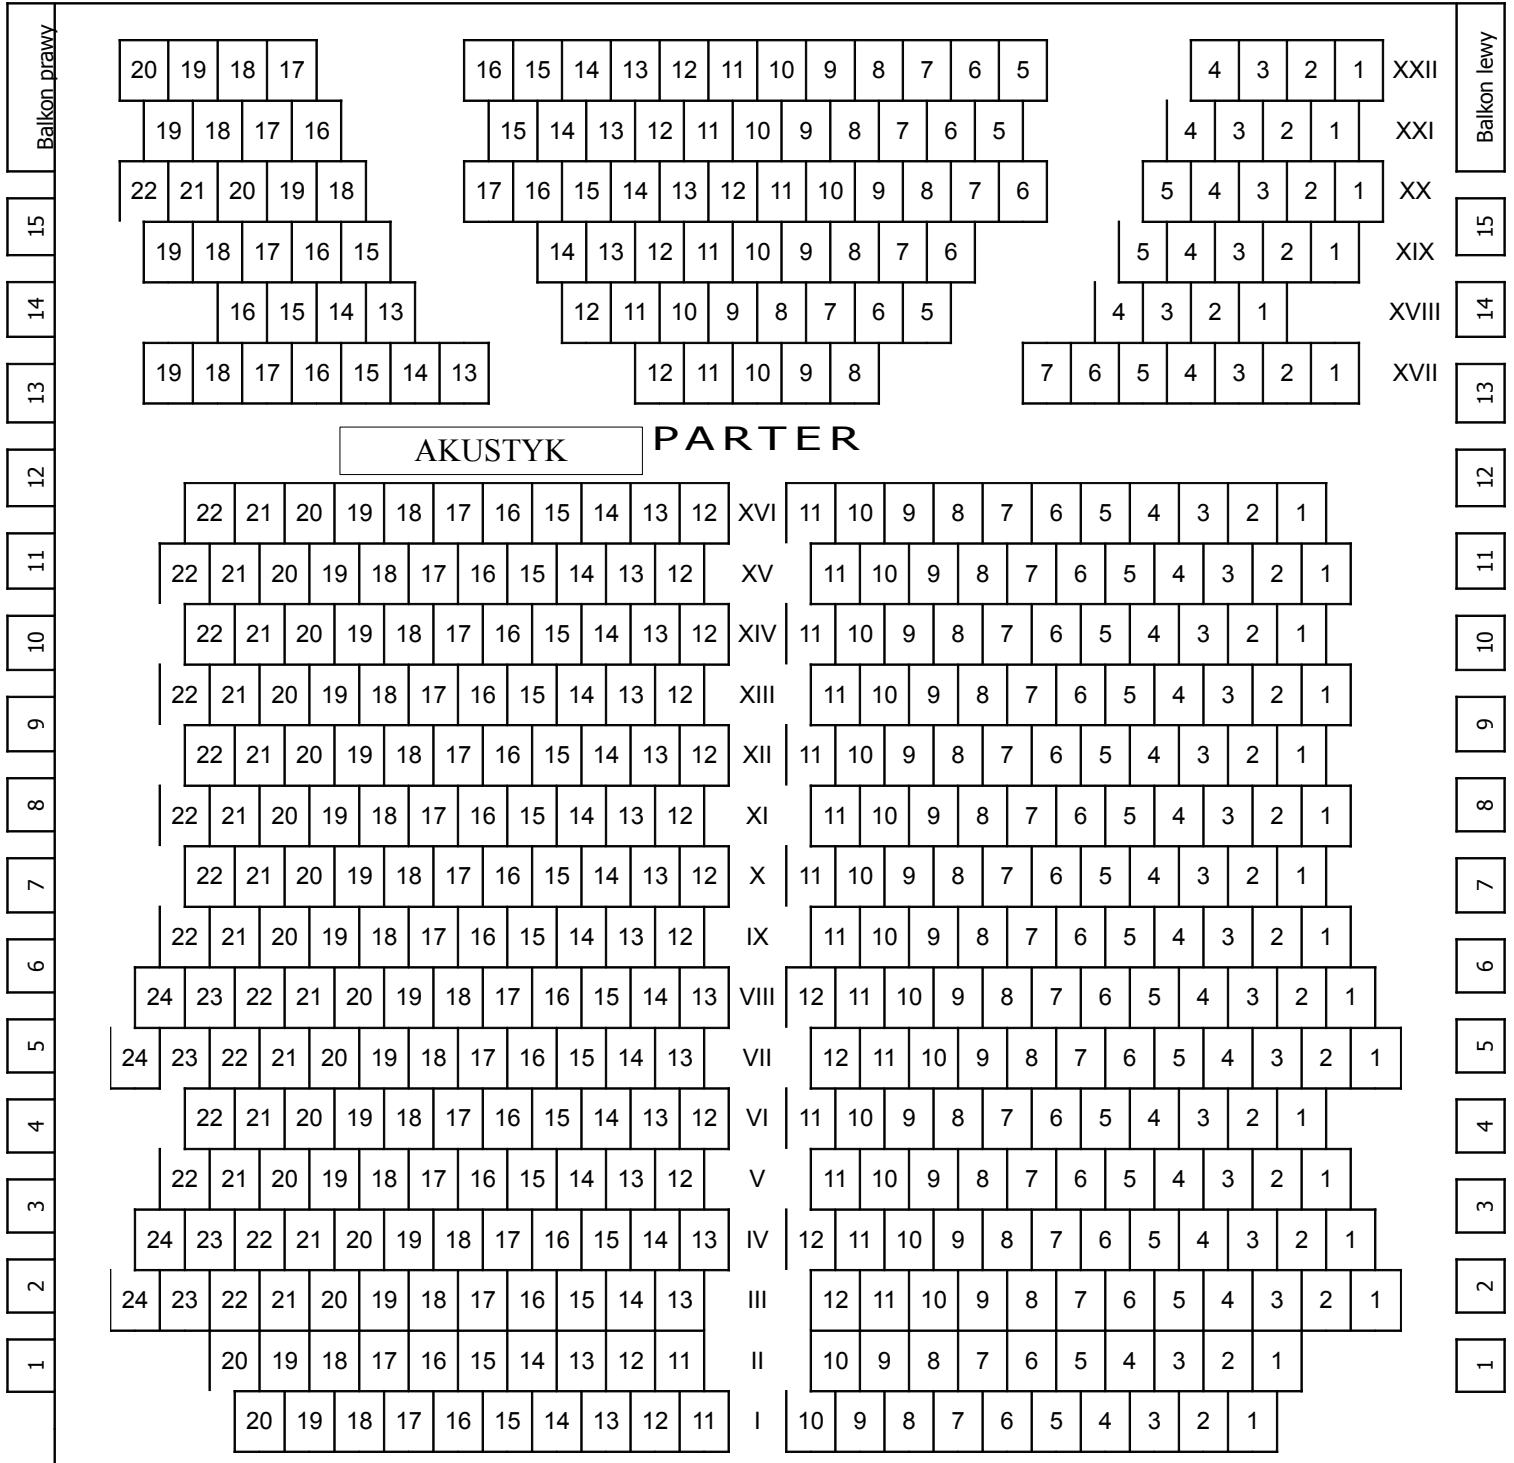 Balkon prawy
Balkon lewy
20 19 18 17 16 15 14 13 12 11 10 9 8 7 6 5 4 3 2 1 XXII
19 18 17 16 15 14 13 12 11 10 9 8 7 6 5 4 3 2 1 XXI
22 21 20 19 18 17 16 15 14 13 12 11 10 9 8 7 6 5 4 3 2 1 XX
15 19 18 17 16 15 14 13 12 11 10 9 8 7 6 5 4 3 2 1 XIX 15
14 16 15 14 13 12 11 10 9 8 7 6 5 4 3 2 1 XVIII 14
13 19 18 17 16 15 14 13 12 11 10 9 8 7 6 5 4 3 2 1 XVII 13
AKUSTYK PARTER
12 22 21 20 19 18 17 16 15 14 13 12 XVI 11 10 9 8 7 6 5 4 3 2 1 12
11 22 21 20 19 18 17 16 15 14 13 12 XV 11 10 9 8 7 6 5 4 3 2 1 11
10 22 21 20 19 18 17 16 15 14 13 12 XIV 11 10 9 8 7 6 5 4 3 2 1 10
22 21 20 19 18 17 16 15 14 13 12 XIII 11 10 9 8 7 6 5 4 3 2 1
9 22 21 20 19 18 17 16 15 14 13 12 XII 11 10 9 8 7 6 5 4 3 2 1 9
8 22 21 20 19 18 17 16 15 14 13 12 XI 11 10 9 8 7 6 5 4 3 2 1 8
7 22 21 20 19 18 17 16 15 14 13 12 X 11 10 9 8 7 6 5 4 3 2 1 7
22 21 20 19 18 17 16 15 14 13 12 IX 11 10 9 8 7 6 5 4 3 2 1
6 24 23 22 21 20 19 18 17 16 15 14 13 VIII 12 11 10 9 8 7 6 5 4 3 2 1 6
5 24 23 22 21 20 19 18 17 16 15 14 13 VII 12 11 10 9 8 7 6 5 4 3 2 1 5
4 22 21 20 19 18 17 16 15 14 13 12 VI 11 10 9 8 7 6 5 4 3 2 1 4
3 22 21 20 19 18 17 16 15 14 13 12 V 11 10 9 8 7 6 5 4 3 2 1 3
24 23 22 21 20 19 18 17 16 15 14 13 IV 12 11 10 9 8 7 6 5 4 3 2 1
2 24 23 22 21 20 19 18 17 16 15 14 13 III 12 11 10 9 8 7 6 5 4 3 2 1 2
1 20 19 18 17 16 15 14 13 12 11 II 10 9 8 7 6 5 4 3 2 1 1
20 19 18 17 16 15 14 13 12 11 I 10 9 8 7 6 5 4 3 2 1